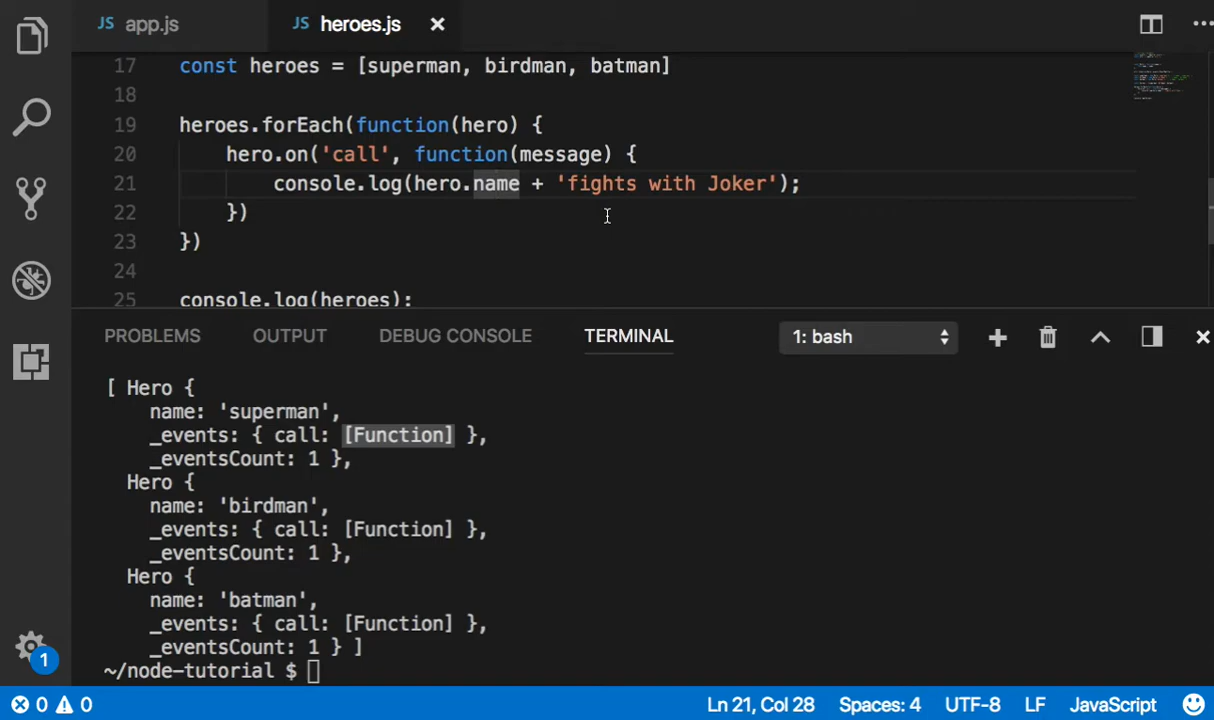 JS app.js JS heroes.js
17 const heroes = [superman, birdman, batman]
18
19 heroes.forEach(function(hero) {
20 hero.on('call', function(message) {
21 console.log(hero.name + 'fights with Joker');
22 })
23 })
24
25 console.log(heroes);
PROBLEMS OUTPUT DEBUG CONSOLE TERMINAL 1: bash
[ Hero {
name: 'superman',
_events: { call: [Function] },
_eventsCount: 1 },
Hero {
name: 'birdman',
_events: { call: [Function] },
_eventsCount: 1 },
Hero {
name: 'batman',
_events: { call: [Function] },
_eventsCount: 1 } ]
~/node-tutorial $
1
0 0 Ln 21, Col 28 Spaces: 4 UTF-8 LF JavaScript